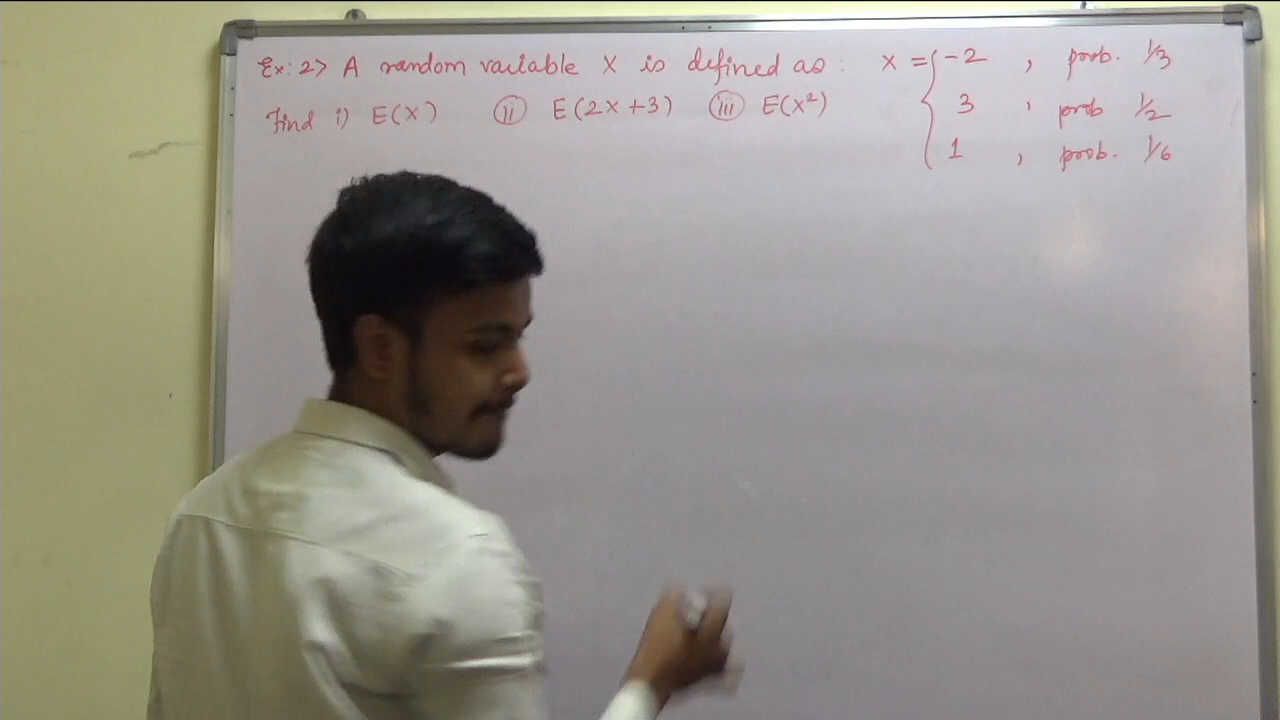 Ex: 2> A random variable X is defined as : X = { -2 , prob. 1/3
Find i) E(X) (ii) E(2X+3) (iii) E(X²) 3 , prob 1/2
1 , prob. 1/6